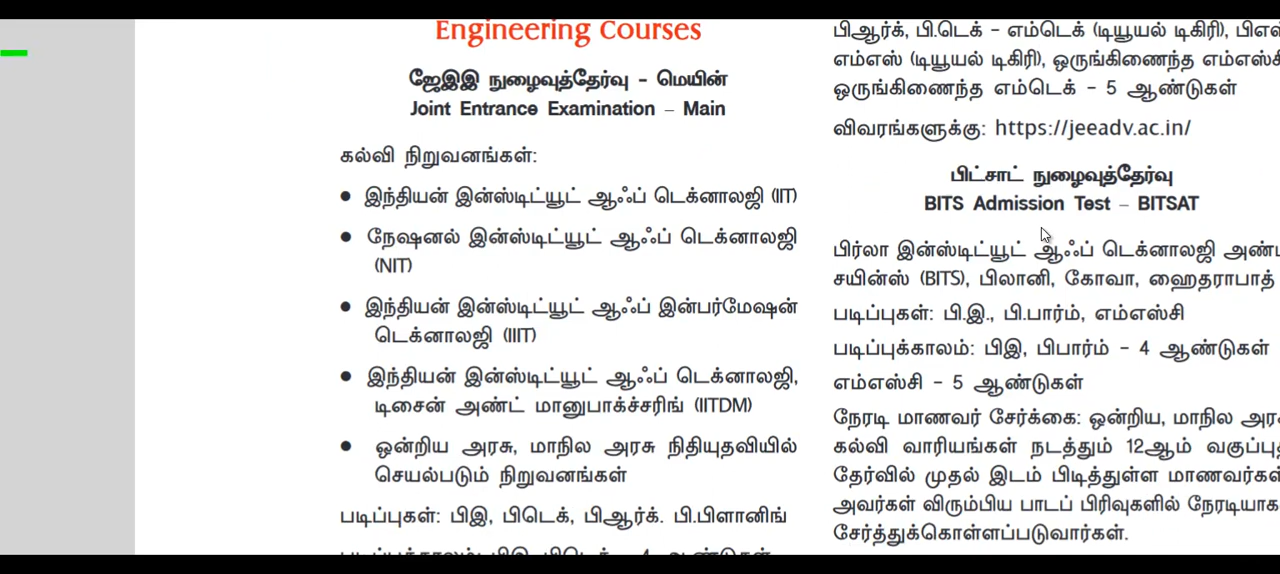 Engineering Courses
ஜேஇஇ நுழைவுத்தேர்வு – மெயின்
Joint Entrance Examination – Main
கல்வி நிறுவனங்கள்:
● இந்தியன் இன்ஸ்டிட்யூட் ஆஃப் டெக்னாலஜி (IIT)
● நேஷனல் இன்ஸ்டிட்யூட் ஆஃப் டெக்னாலஜி
(NIT)
● இந்தியன் இன்ஸ்டிட்யூட் ஆஃப் இன்பர்மேஷன்
டெக்னாலஜி (IIIT)
● இந்தியன் இன்ஸ்டிட்யூட் ஆஃப் டெக்னாலஜி,
டிசைன் அண்ட் மானுபாக்ச்சரிங் (IITDM)
● ஒன்றிய அரசு, மாநில அரசு நிதியுதவியில்
செயல்படும் நிறுவனங்கள்
படிப்புகள்: பிஇ, பிடெக், பிஆர்க். பி.பிளானிங்
பிஆர்க், பி.டெக் – எம்டெக் (டியூயல் டிகிரி),
எம்எஸ் (டியூயல் டிகிரி), ஒருங்கிணைந்த
ஒருங்கிணைந்த எம்டெக் – 5 ஆண்டுகள்
விவரங்களுக்கு: https://jeeadv.ac.in/
பிட்சாட் நுழைவுத்தேர்வு
BITS Admission Test – BITSAT
பிர்லா இன்ஸ்டிட்யூட் ஆஃப் டெக்னாலஜி
சயின்ஸ் (BITS), பிலானி, கோவா, ஹைதராபாத்
படிப்புகள்: பி.இ., பி.பார்ம், எம்எஸ்சி
படிப்புக்காலம்: பிஇ, பிபார்ம் – 4 ஆண்டுகள்
எம்எஸ்சி – 5 ஆண்டுகள்
நேரடி மாணவர் சேர்க்கை: ஒன்றிய, மாநில
கல்வி வாரியங்கள் நடத்தும் 12ஆம்
தேர்வில் முதல் இடம் பிடித்துள்ள மாணவர்கள்
அவர்கள் விரும்பிய பாடப் பிரிவுகளில்
சேர்த்துக்கொள்ளப்படுவார்கள்.